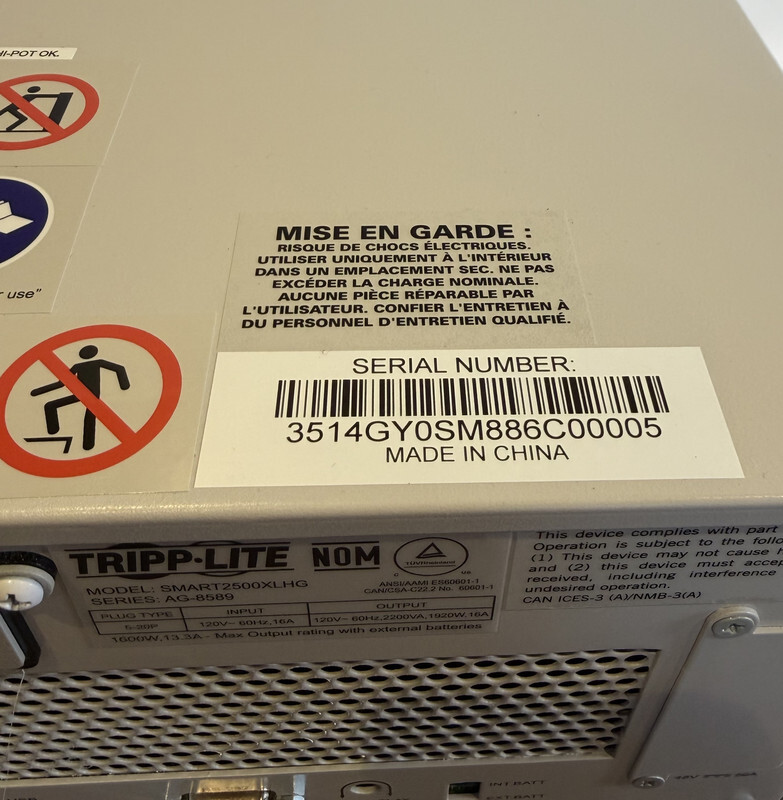 HI-POT OK.
use"
MISE EN GARDE :
RISQUE DE CHOCS ÉLECTRIQUES.
UTILISER UNIQUEMENT À L'INTÉRIEUR
DANS UN EMPLACEMENT SEC. NE PAS
EXCÉDER LA CHARGE NOMINALE.
AUCUNE PIÈCE RÉPARABLE PAR
L'UTILISATEUR. CONFIER L'ENTRETIEN À
DU PERSONNEL D'ENTRETIEN QUALIFIÉ.
SERIAL NUMBER:
3514GY0SM886C00005
MADE IN CHINA
TRIPP·LITE NOM
MODEL: SMART2500XLHG
SERIES: AG-8589
ANSI/AAMI ES60601-1
CAN/CSA-C22.2 No. 60601-1
PLUG TYPE INPUT OUTPUT
5-20P 120V~ 60Hz,16A 120V~ 60Hz,2200VA,1920W,18A
1600W,13.3A - Max Output rating with external batteries
This device complies with part
Operation is subject to the follo
(1) This device may not cause h
and (2) this device must accep
received, including interference
undesired operation.
CAN ICES-3 (A)/NMB-3(A)
INT.BATT
EXT.BATT